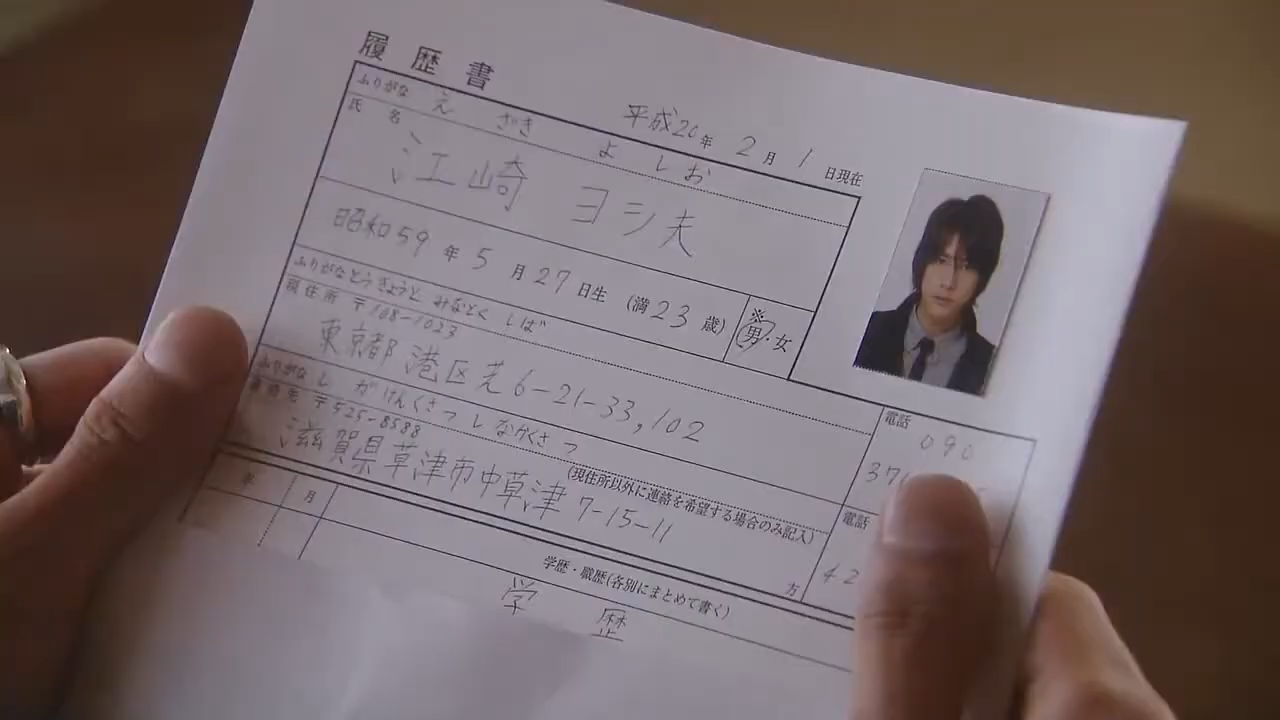 履歴書
平成20年2月1日現在
ふりがな え ざき よしお
氏名
江崎 ヨシ夫
昭和59年5月27日生 (満23歳) ※男・女
ふりがな とうきょうと みなとく しば
現住所 〒108-1023
東京都港区芝6-21-33,102
電話 090
ふりがな しがけんくさつしなかくさつ
連絡先 〒525-8588
(現住所以外に連絡を希望する場合のみ記入)
滋賀県草津市中草津7-15-11
方
電話
42
年 月
学歴・職歴(各別にまとめて書く)
学 歴